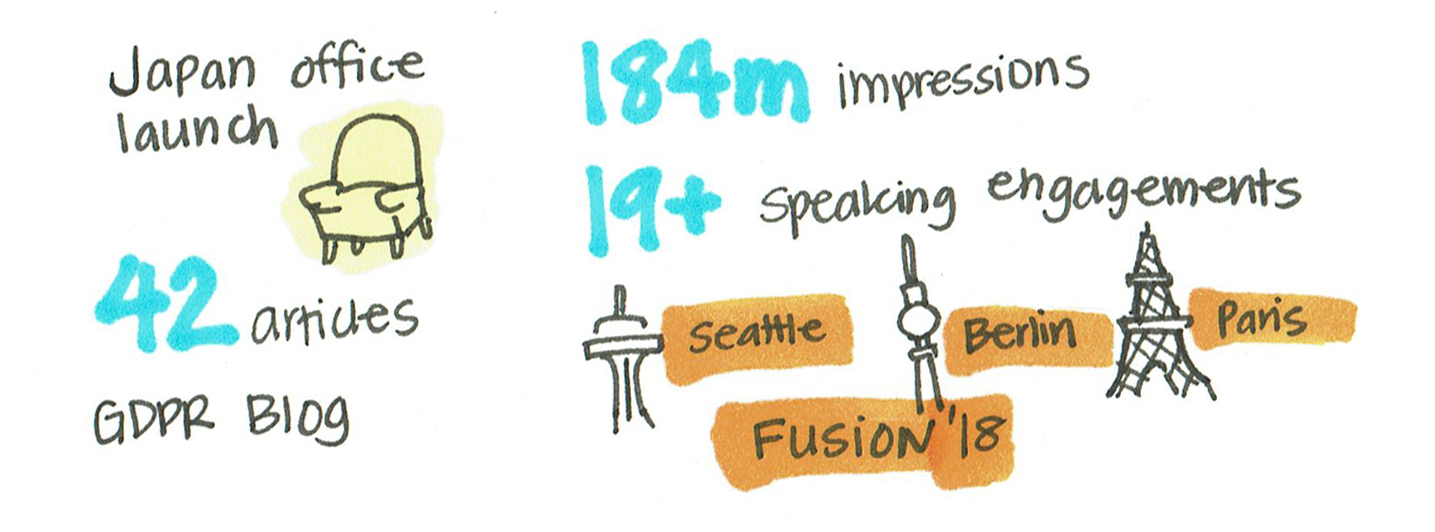 Japan office
launch
42 articles
GDPR Blog
184m impressions
19+ speaking engagements
Seattle
Berlin
Paris
FUSION '18